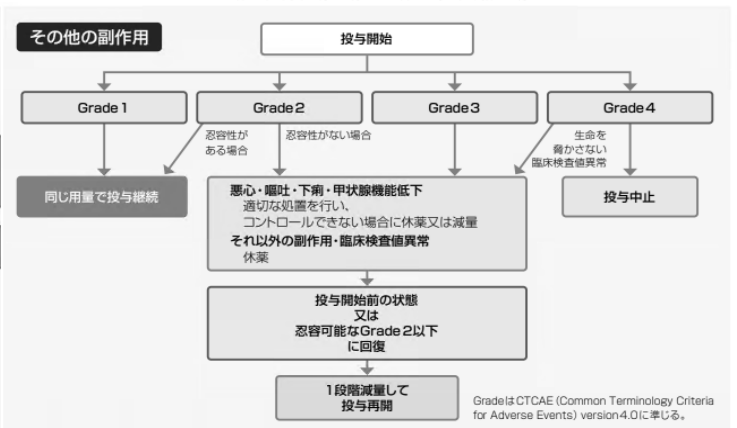 その他の副作用
投与開始
Grade1
Grade2
Grade3
Grade4
忍容性が
ある場合
忍容性がない場合
生命を
脅かさない
臨床検査値異常
同じ用量で投与継続
悪心・嘔吐・下痢・甲状腺機能低下
適切な処置を行い、
コントロールできない場合に休薬又は減量
それ以外の副作用・臨床検査値異常
休薬
投与中止
投与開始前の状態
又は
忍容可能なGrade2以下
に回復
1段階減量して
投与再開
GradeはCTCAE(Common Terminology Criteria
for Adverse Events)version4.0に準じる。